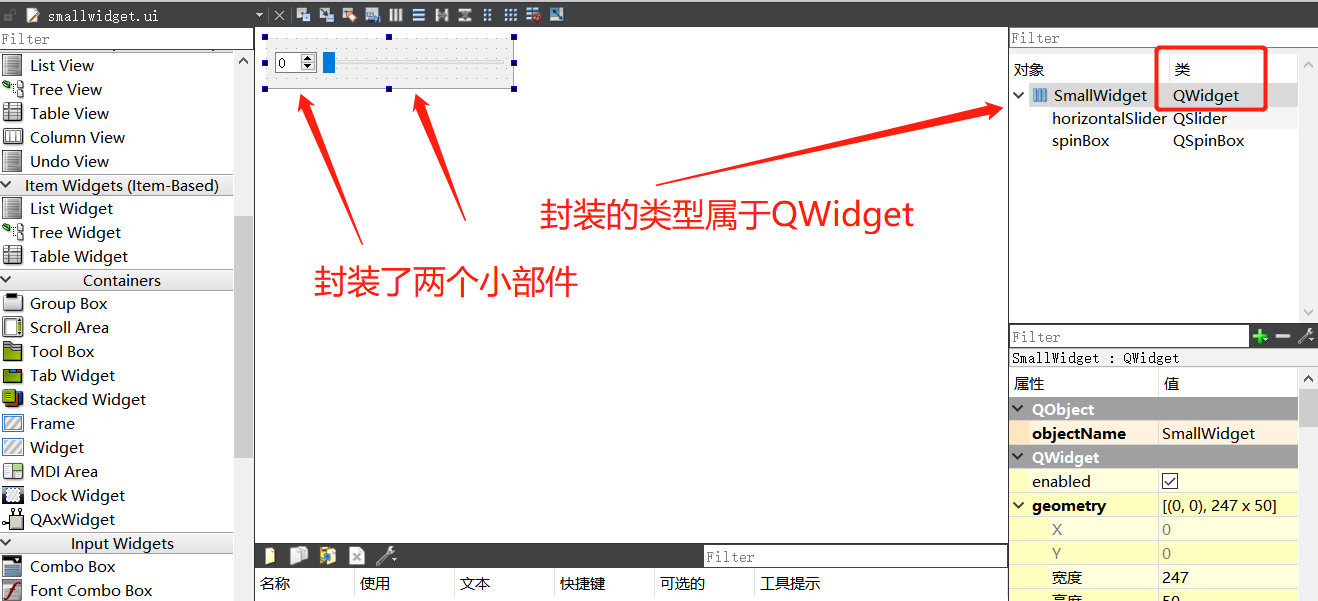 smallwidget.ui
Filter
List View
Tree View
Table View
Column View
Undo View
Item Widgets (Item-Based)
List Widget
Tree Widget
Table Widget
Containers
Group Box
Scroll Area
Tool Box
Tab Widget
Stacked Widget
Frame
Widget
MDI Area
Dock Widget
QAxWidget
Input Widgets
Combo Box
Font Combo Box
0
封装的类型属于QWidget
封装了两个小部件
Filter
名称 使用 文本 快捷键 可选的 工具提示
Filter
对象 类
SmallWidget QWidget
horizontalSlider QSlider
spinBox QSpinBox
Filter
SmallWidget : QWidget
属性 值
QObject
objectName SmallWidget
QWidget
enabled
geometry [(0, 0), 247 x 50]
X 0
Y 0
宽度 247
高度 50